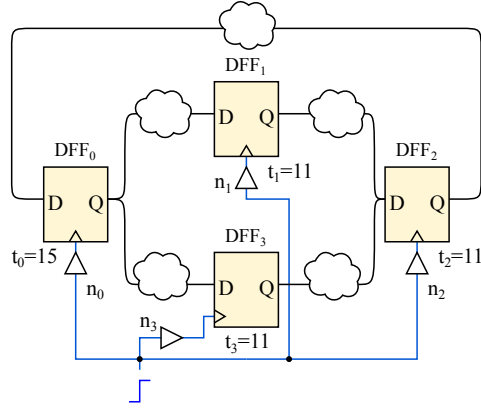 DFF₁
D Q
n₁ t₁=11
DFF₀
D Q
t₀=15
n₀
DFF₂
D Q
t₂=11
n₂
DFF₃
D Q
n₃
t₃=11